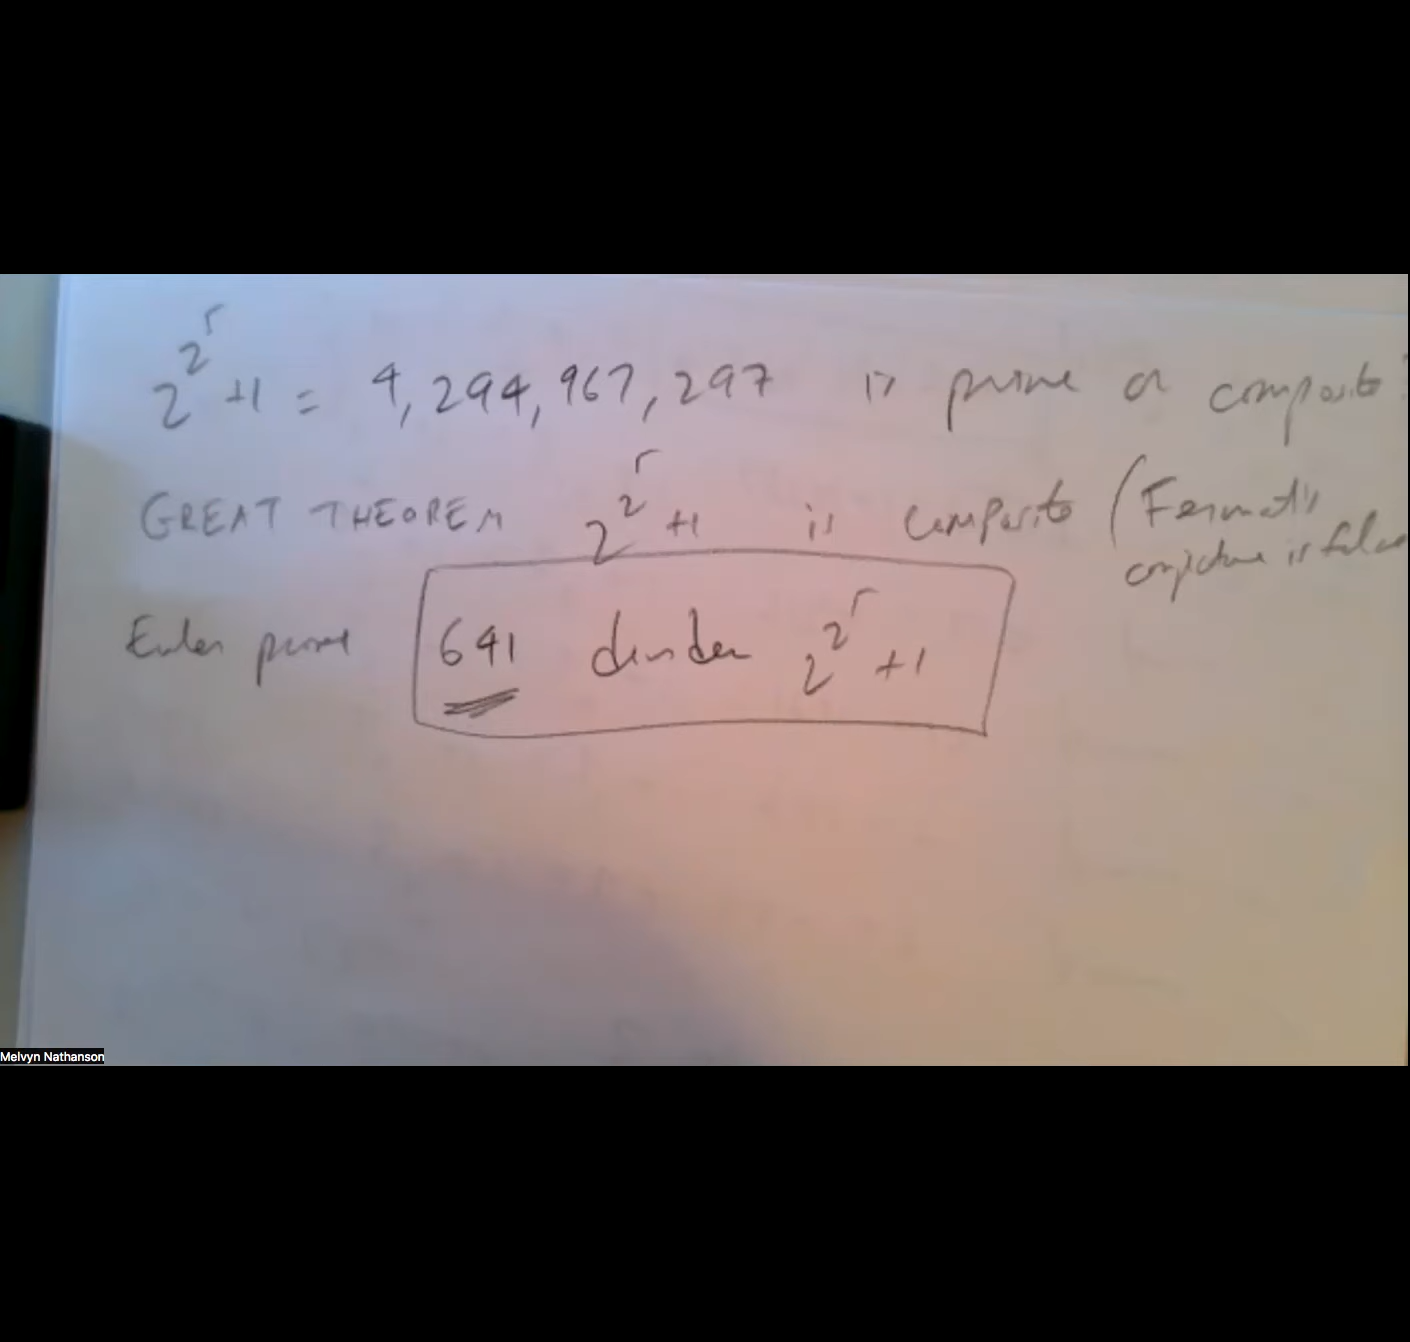 2^2^5 +1 = 4,294,967,297 is prime or composite?
GREAT THEOREM 2^2^5 +1 is composite (Fermat's
conjecture is false
Euler prove 641 divides 2^2^5 +1
Melvyn Nathanson